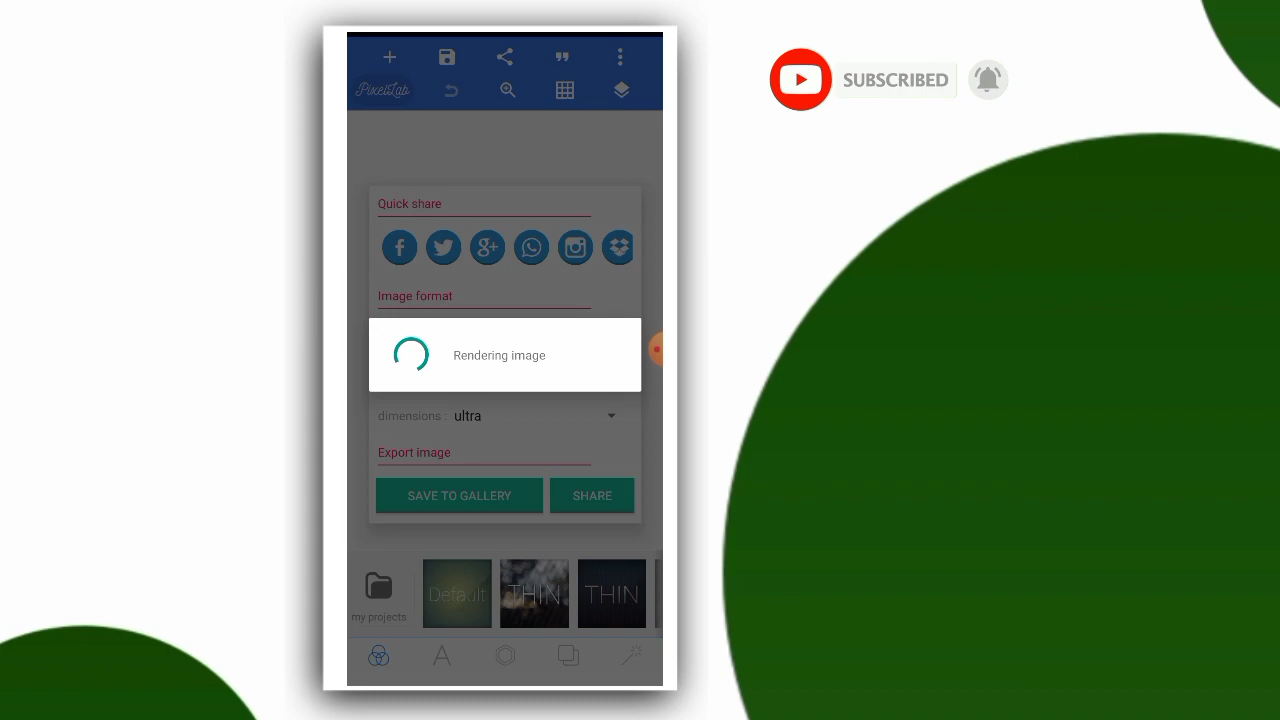 PixelLab
SUBSCRIBED
Quick share
Image format
Rendering image
dimensions : ultra
Export image
SAVE TO GALLERY SHARE
my projects
Default
THIN
THIN